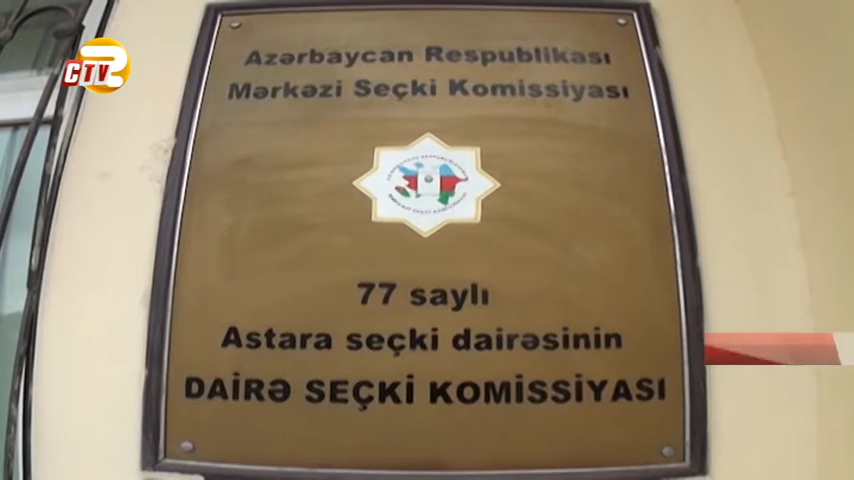 CTV
Azərbaycan Respublikası
Mərkəzi Seçki Komissiyası
77 saylı
Astara seçki dairəsinin
DAİRƏ SEÇKİ KOMİSSİYASI